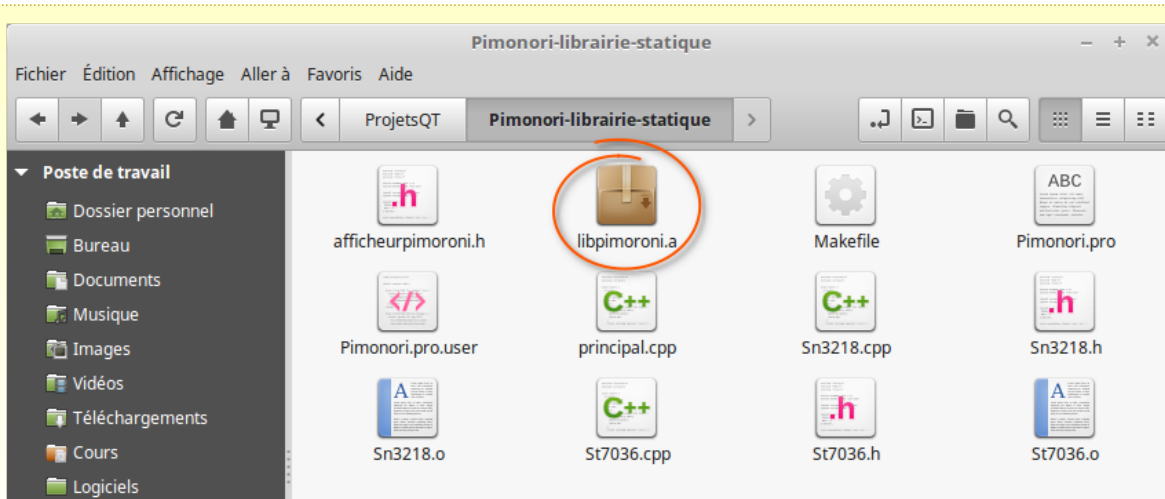 Pimonori-librairie-statique
Fichier Édition Affichage Aller à Favoris Aide
ProjetsQT Pimonori-librairie-statique
Poste de travail
Dossier personnel
Bureau
Documents
Musique
Images
Vidéos
Téléchargements
Cours
Logiciels
.h ABC
afficheurpimoroni.h libpimoroni.a Makefile Pimonori.pro
</> C++ C++ .h
Pimonori.pro.user principal.cpp Sn3218.cpp Sn3218.h
A C++ .h A
Sn3218.o St7036.cpp St7036.h St7036.o